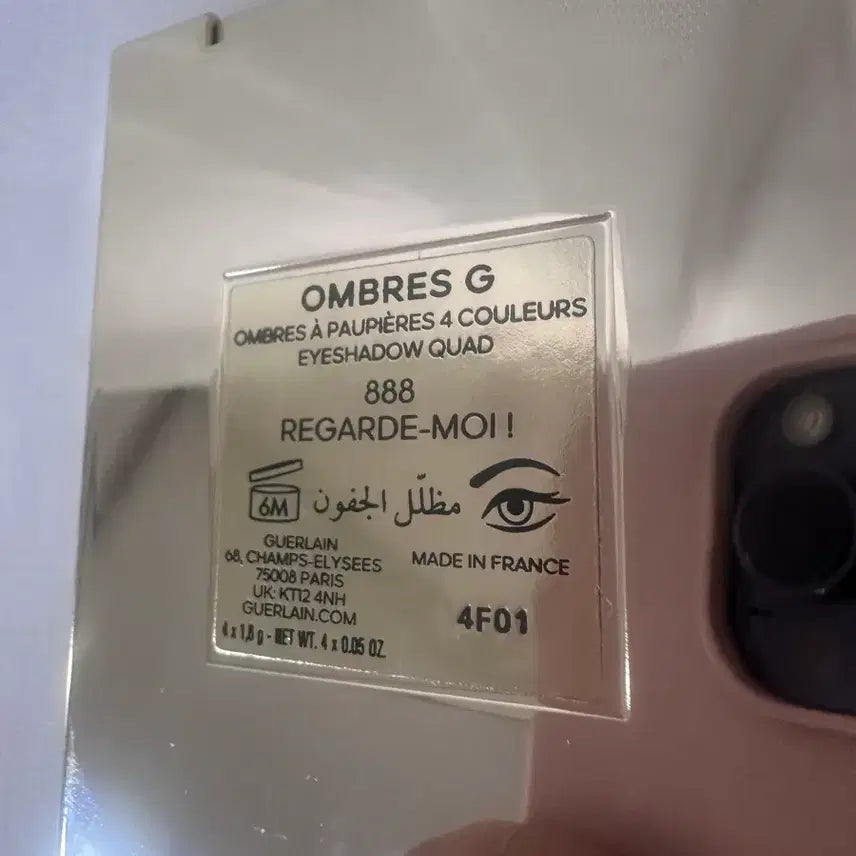 OMBRES G
OMBRES À PAUPIÈRES 4 COULEURS
EYESHADOW QUAD
888
REGARDE-MOI !
6M
مظلّل الجفون
GUERLAIN
68, CHAMPS-ELYSEES
75008 PARIS
UK: KT12 4NH
GUERLAIN.COM
4 x 1,8 g - NET WT. 4 x 0.05 OZ.
MADE IN FRANCE
4F01